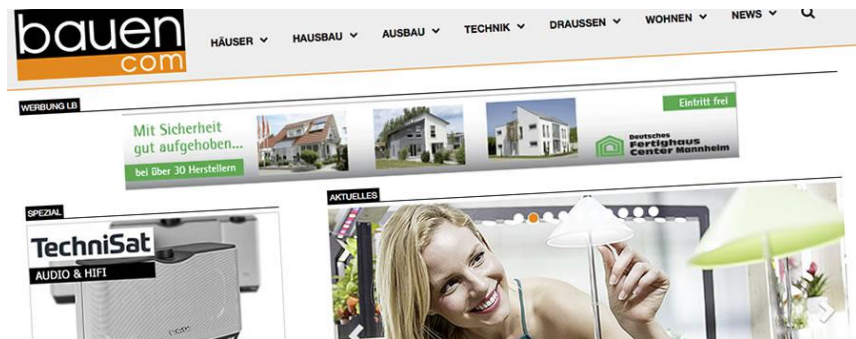 bauen
com
HÄUSER
HAUSBAU
AUSBAU
TECHNIK
DRAUSSEN
WOHNEN
NEWS
WERBUNG LB
Mit Sicherheit
gut aufgehoben...
bei über 30 Herstellern
Eintritt frei
Deutsches
Fertighaus
Center Mannheim
SPEZIAL
TechniSat
AUDIO & HIFI
AKTUELLES